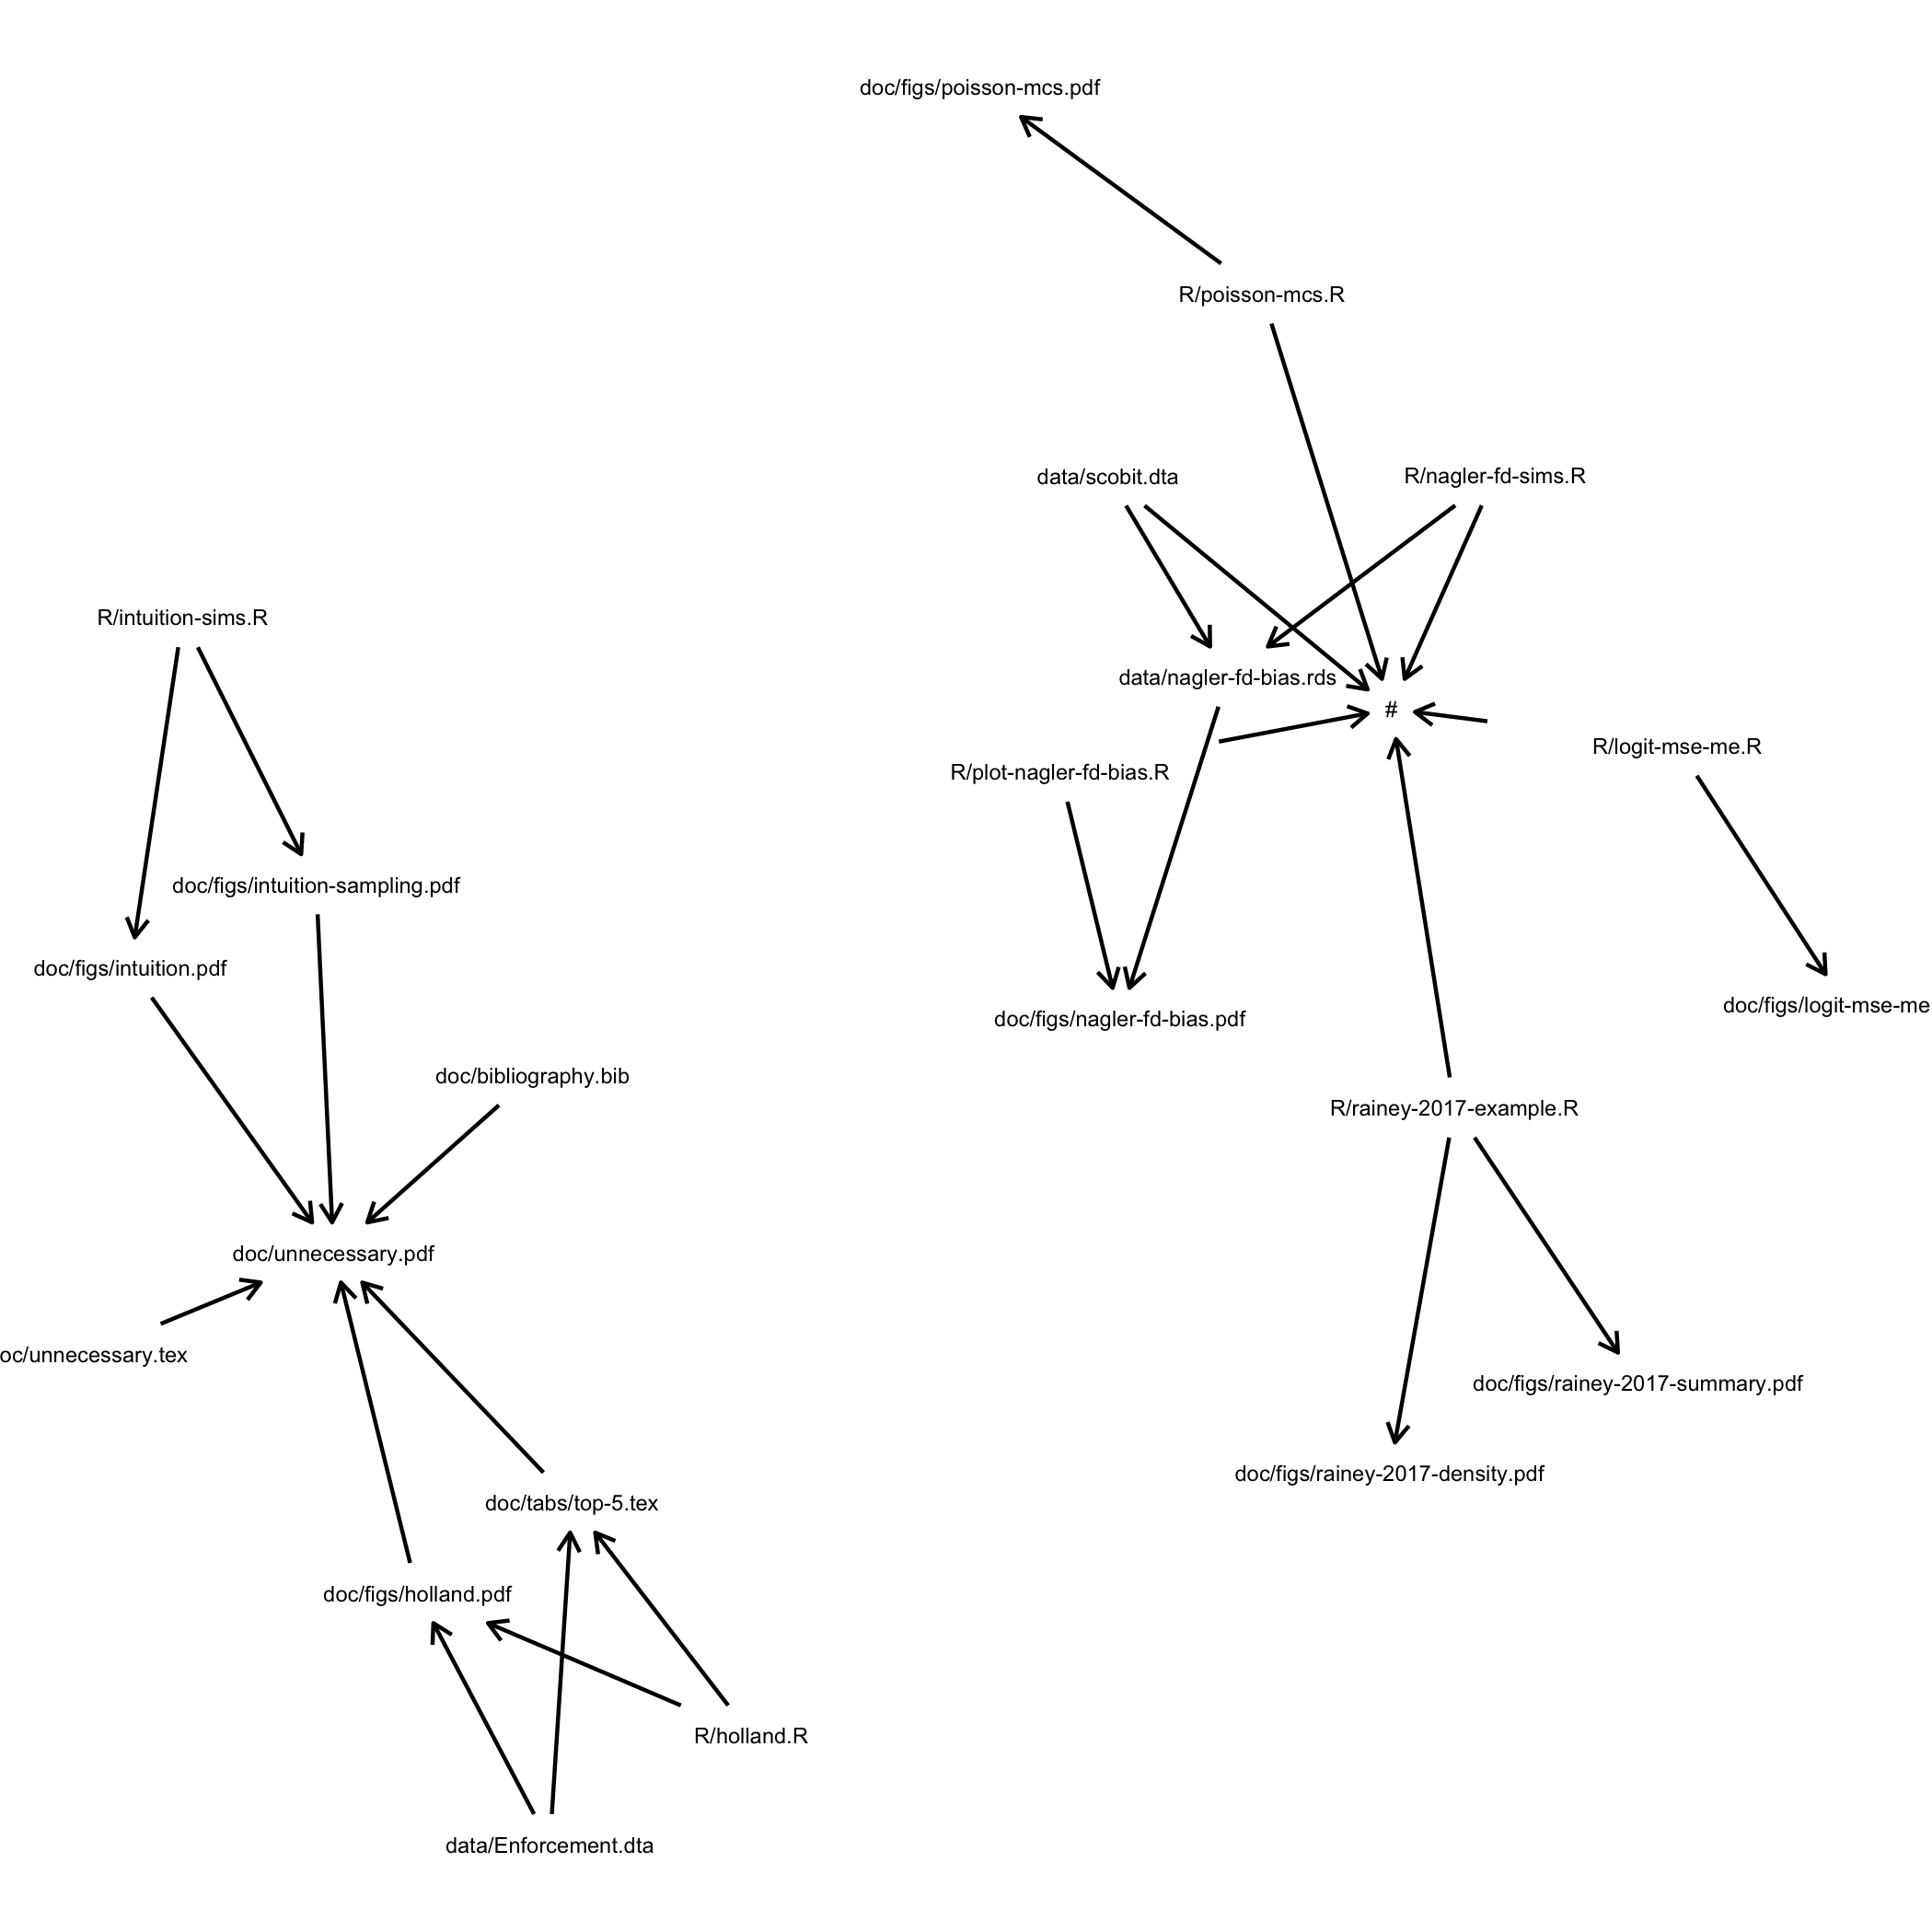 doc/figs/poisson-mcs.pdf
R/poisson-mcs.R
data/scobit.dta
R/nagler-fd-sims.R
R/intuition-sims.R
data/nagler-fd-bias.rds
#
R/logit-mse-me.R
R/plot-nagler-fd-bias.R
doc/figs/intuition-sampling.pdf
doc/figs/intuition.pdf
doc/figs/logit-mse-me
doc/figs/nagler-fd-bias.pdf
doc/bibliography.bib
R/rainey-2017-example.R
doc/unnecessary.pdf
oc/unnecessary.tex
doc/figs/rainey-2017-summary.pdf
doc/figs/rainey-2017-density.pdf
doc/tabs/top-5.tex
doc/figs/holland.pdf
R/holland.R
data/Enforcement.dta